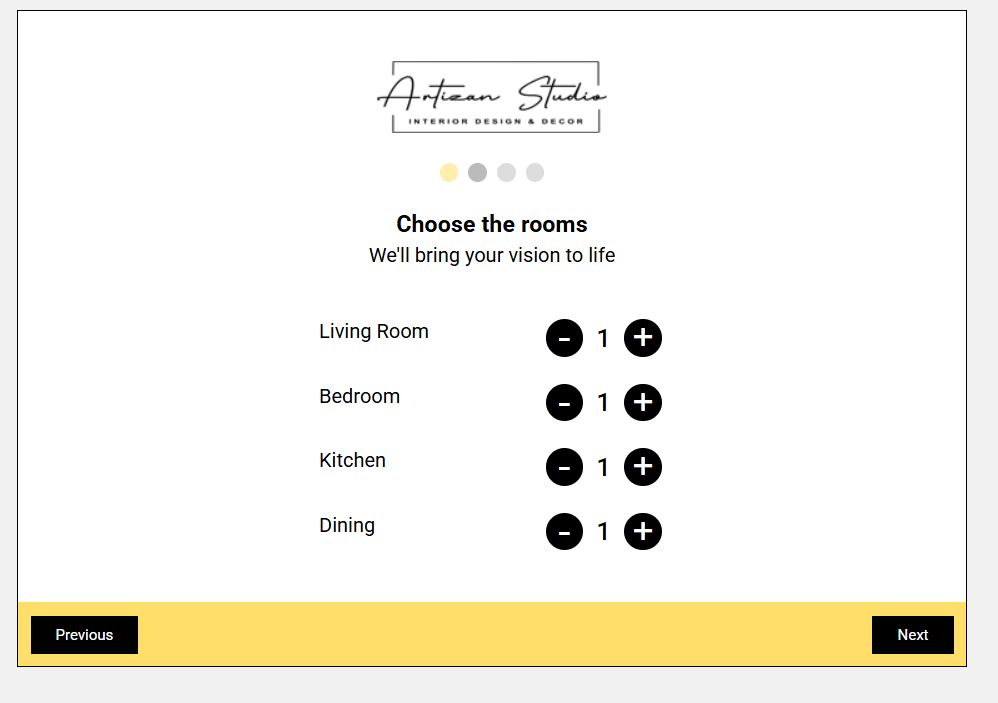 Artizan Studio
INTERIOR DESIGN & DECOR
Choose the rooms
We'll bring your vision to life
Living Room - 1 +
Bedroom - 1 +
Kitchen - 1 +
Dining - 1 +
Previous Next